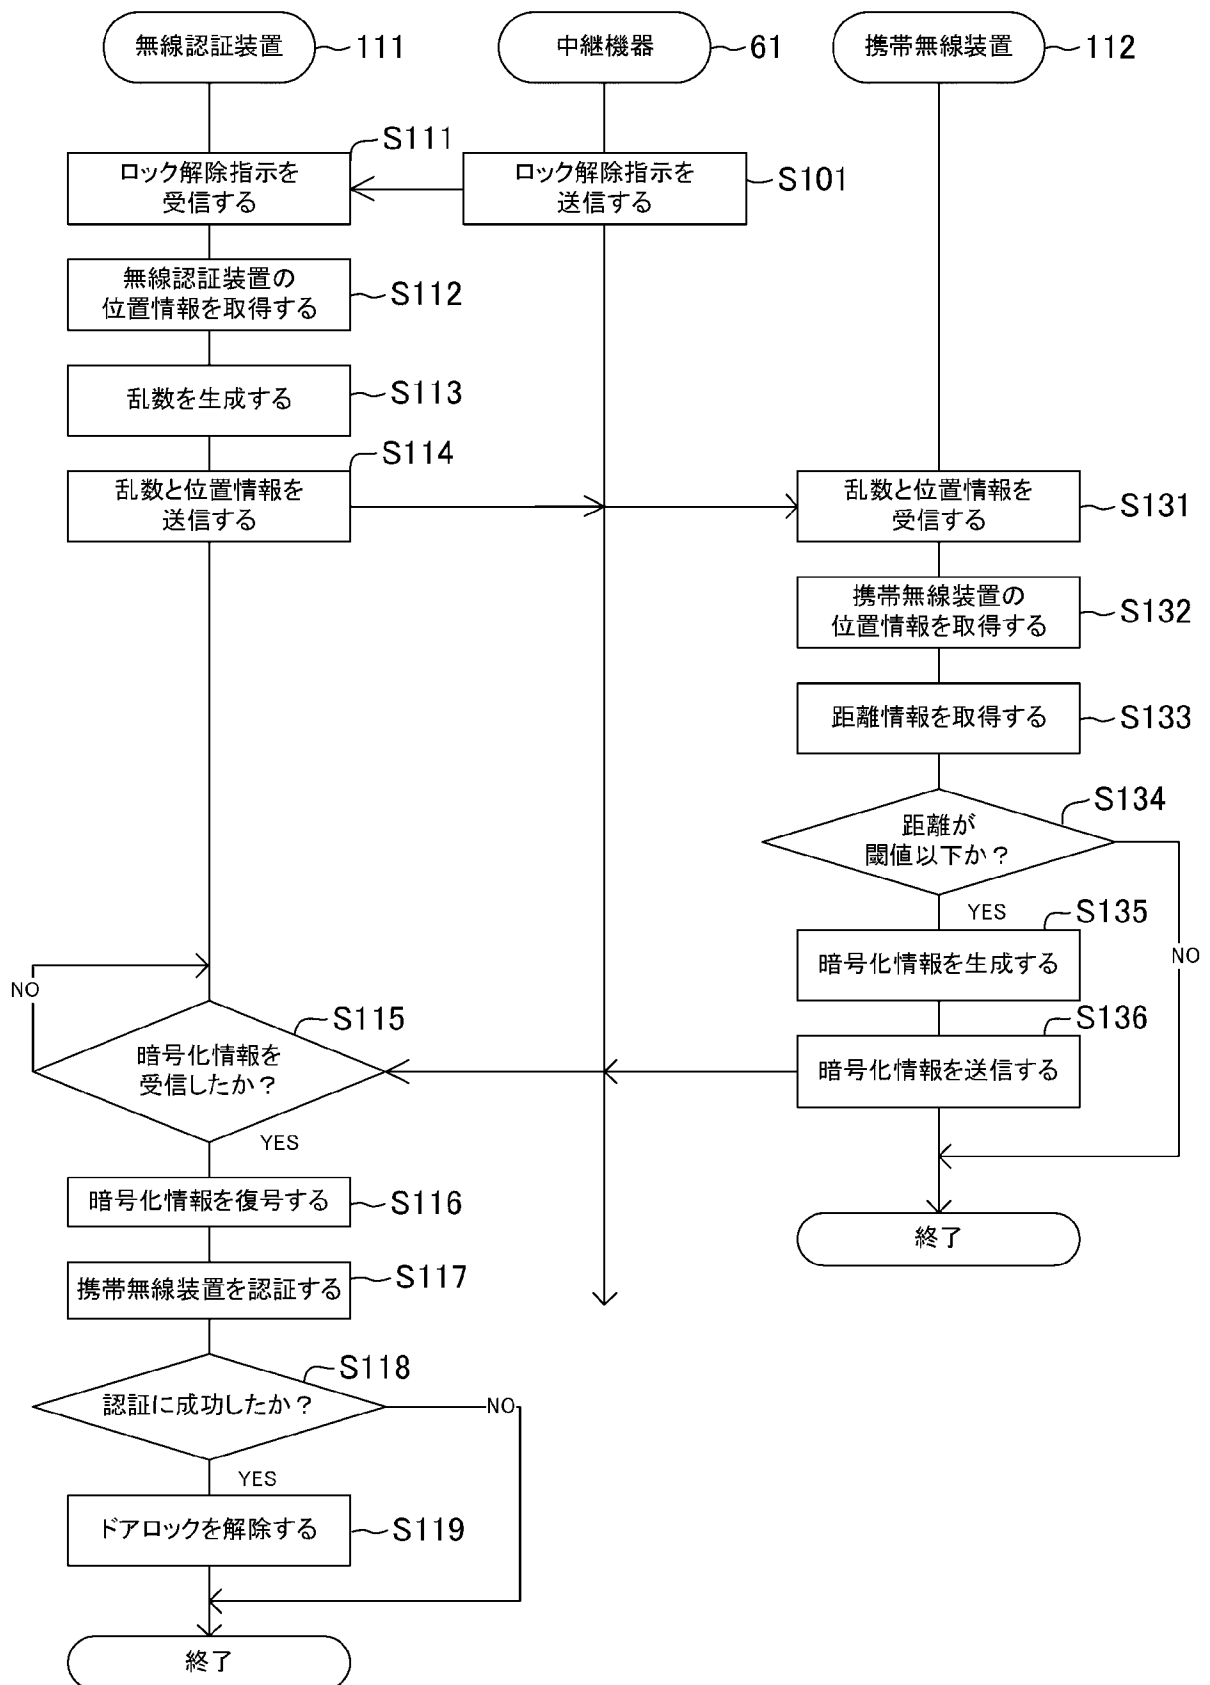 無線認証装置
111
中継機器
61
携帯無線装置
112
S111
ロック解除指示を
受信する
ロック解除指示を
送信する
S101
無線認証装置の
位置情報を取得する
S112
乱数を生成する
S113
S114
乱数と位置情報を
送信する
乱数と位置情報を
受信する
S131
携帯無線装置の
位置情報を取得する
S132
距離情報を取得する
S133
S134
距離が
閾値以下か？
YES
NO
S135
暗号化情報を生成する
S136
暗号化情報を送信する
終了
NO
S115
暗号化情報を
受信したか？
YES
暗号化情報を復号する
S116
携帯無線装置を認証する
S117
S118
認証に成功したか？
NO
YES
ドアロックを解除する
S119
終了